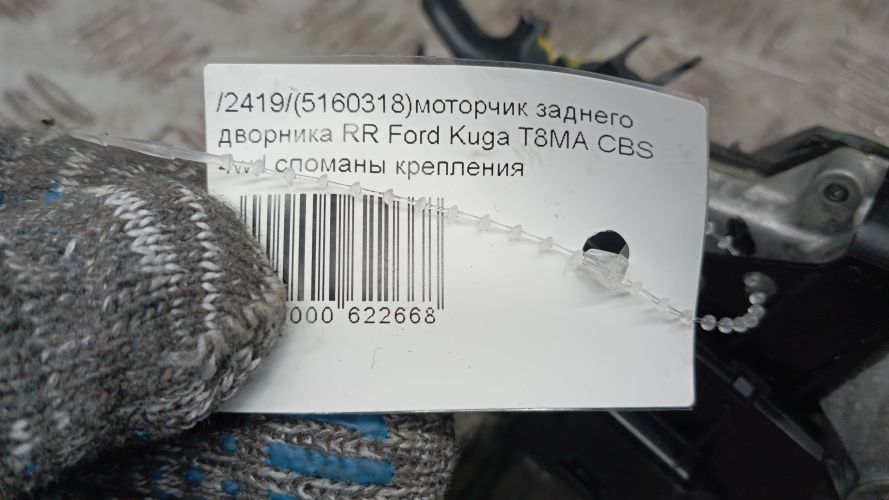 /2419/(5160318)моторчик заднего
дворника RR Ford Kuga T8MA CBS
сломаны крепления
000 622668